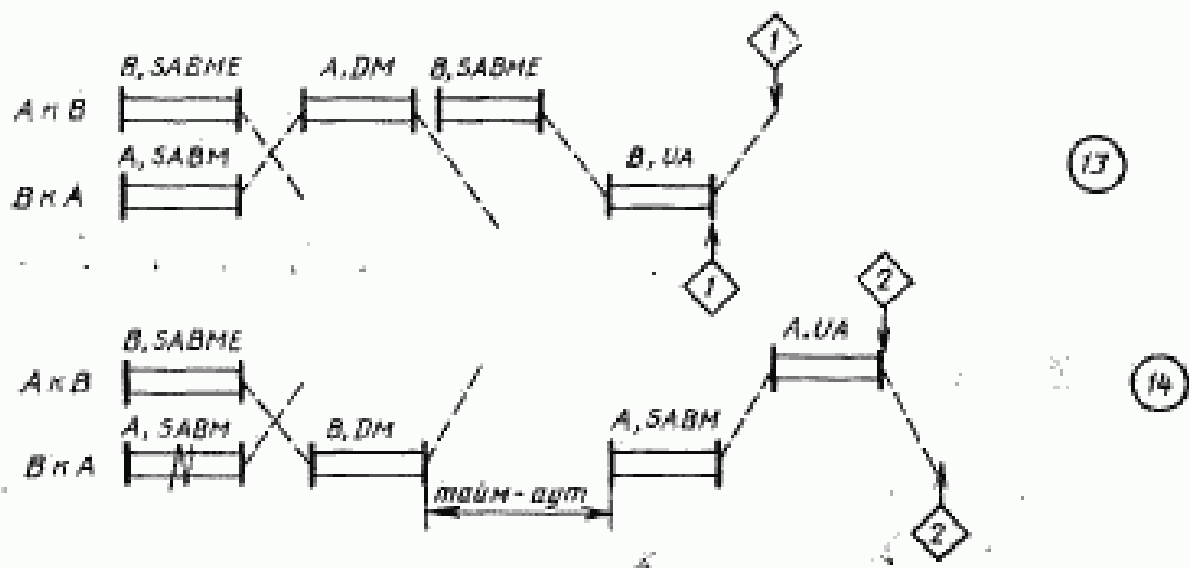 1
B, SABME A, DM B, SABME
А к В
A, SABM B, UA
В к А
13
1
2
B, SABME A, UA
А к В
14
A, SABM B, DM A, SABM
В к А
тайм-аут
2